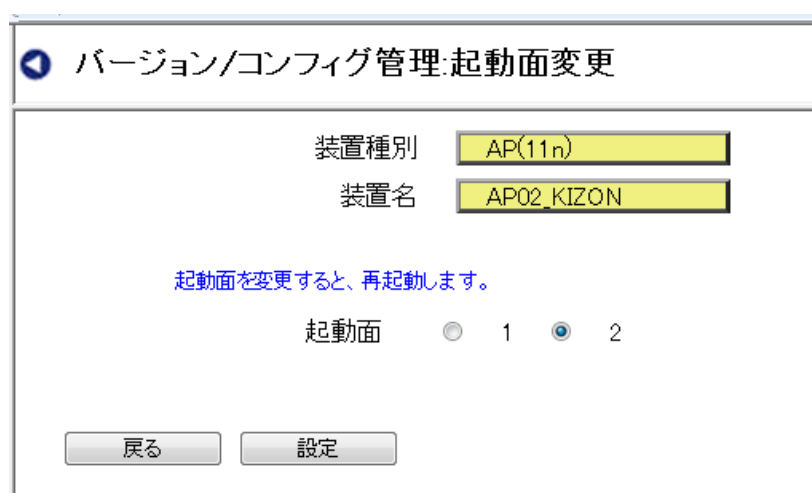 バージョン/コンフィグ管理:起動面変更
装置種別 AP(11n)
装置名 AP02_KIZON
起動面を変更すると、再起動します。
起動面 1 2
戻る 設定